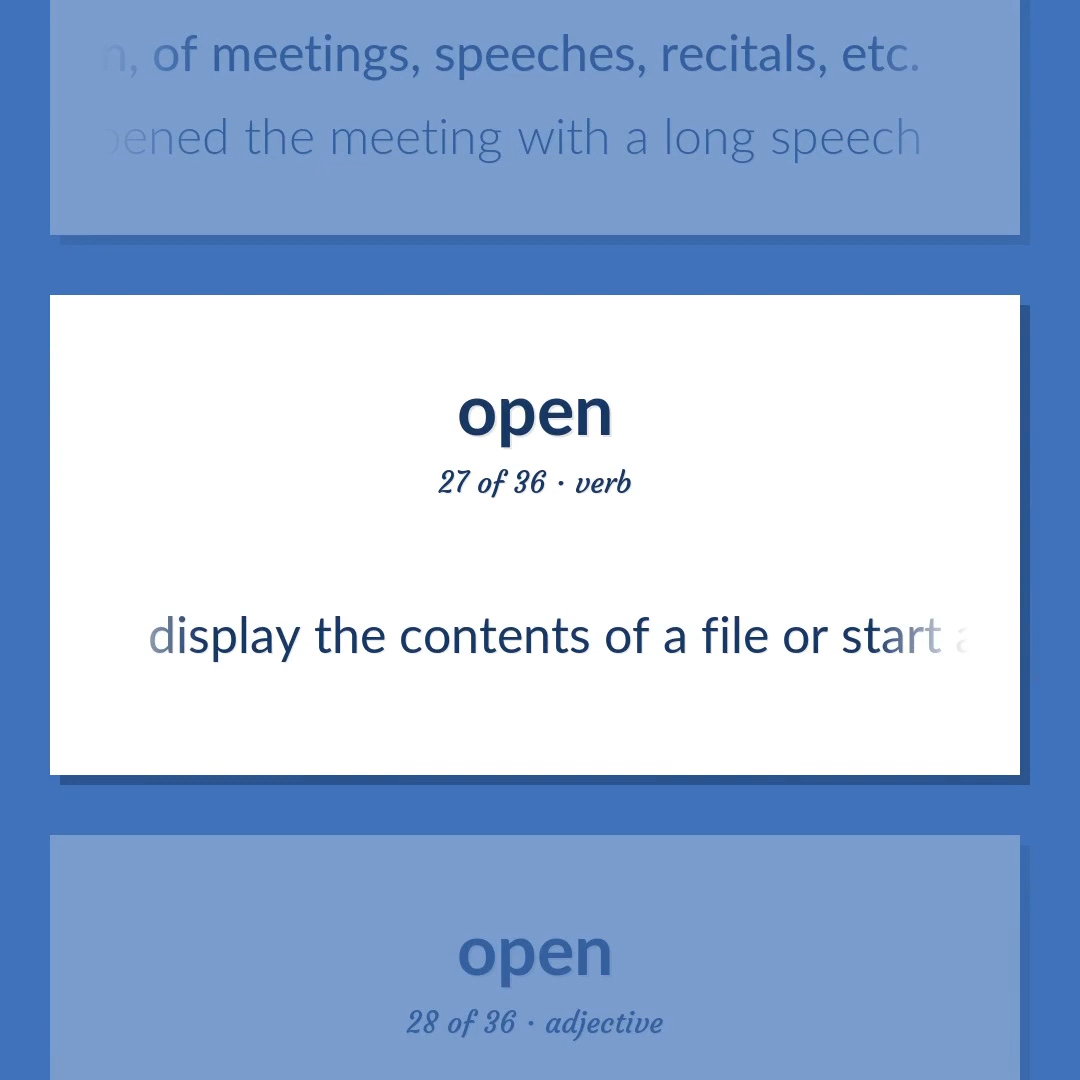 of meetings, speeches, recitals, etc.
the meeting with a long speech
open
27 of 36 · verb
display the contents of a file or start
open
28 of 36 · adjective